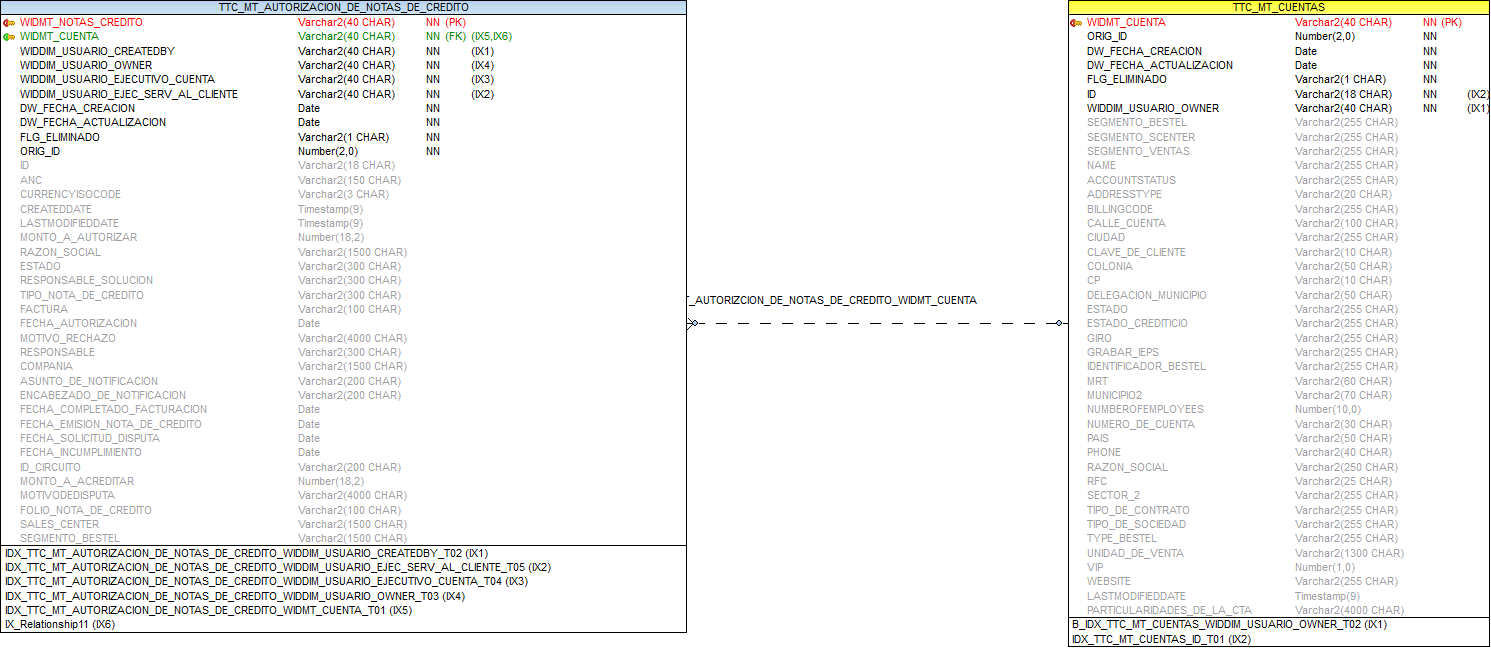 TTC_MT_AUTORIZACION_DE_NOTAS_DE_CREDITO
WIDMT_NOTAS_CREDITO Varchar2(40 CHAR) NN (PK)
WIDMT_CUENTA Varchar2(40 CHAR) NN (FK) (IX5,IX6)
WIDDIM_USUARIO_CREATEDBY Varchar2(40 CHAR) NN (IX1)
WIDDIM_USUARIO_OWNER Varchar2(40 CHAR) NN (IX4)
WIDDIM_USUARIO_EJECUTIVO_CUENTA Varchar2(40 CHAR) NN (IX3)
WIDDIM_USUARIO_EJEC_SERV_AL_CLIENTE Varchar2(40 CHAR) NN (IX2)
DW_FECHA_CREACION Date NN
DW_FECHA_ACTUALIZACION Date NN
FLG_ELIMINADO Varchar2(1 CHAR) NN
ORIG_ID Number(2,0) NN
ID Varchar2(18 CHAR)
ANC Varchar2(150 CHAR)
CURRENCYISOCODE Varchar2(3 CHAR)
CREATEDDATE Timestamp(9)
LASTMODIFIEDDATE Timestamp(9)
MONTO_A_AUTORIZAR Number(18,2)
RAZON_SOCIAL Varchar2(1500 CHAR)
ESTADO Varchar2(300 CHAR)
RESPONSABLE_SOLUCION Varchar2(300 CHAR)
TIPO_NOTA_DE_CREDITO Varchar2(300 CHAR)
FACTURA Varchar2(100 CHAR)
FECHA_AUTORIZACION Date
MOTIVO_RECHAZO Varchar2(4000 CHAR)
RESPONSABLE Varchar2(300 CHAR)
COMPANIA Varchar2(1500 CHAR)
ASUNTO_DE_NOTIFICACION Varchar2(200 CHAR)
ENCABEZADO_DE_NOTIFICACION Varchar2(200 CHAR)
FECHA_COMPLETADO_FACTURACION Date
FECHA_EMISION_NOTA_DE_CREDITO Date
FECHA_SOLICITUD_DISPUTA Date
FECHA_INCUMPLIMIENTO Date
ID_CIRCUITO Varchar2(200 CHAR)
MONTO_A_ACREDITAR Number(18,2)
MOTIVODEDISPUTA Varchar2(4000 CHAR)
FOLIO_NOTA_DE_CREDITO Varchar2(100 CHAR)
SALES_CENTER Varchar2(1500 CHAR)
SEGMENTO_BESTEL Varchar2(1500 CHAR)
IDX_TTC_MT_AUTORIZACION_DE_NOTAS_DE_CREDITO_WIDDIM_USUARIO_CREATEDBY_T02 (IX1)
IDX_TTC_MT_AUTORIZACION_DE_NOTAS_DE_CREDITO_WIDDIM_USUARIO_EJEC_SERV_AL_CLIENTE_T05 (IX2)
IDX_TTC_MT_AUTORIZACION_DE_NOTAS_DE_CREDITO_WIDDIM_USUARIO_EJECUTIVO_CUENTA_T04 (IX3)
IDX_TTC_MT_AUTORIZACION_DE_NOTAS_DE_CREDITO_WIDDIM_USUARIO_OWNER_T03 (IX4)
IDX_TTC_MT_AUTORIZACION_DE_NOTAS_DE_CREDITO_WIDMT_CUENTA_T01 (IX5)
IX_Relationship11 (IX6)
T_AUTORIZCION_DE_NOTAS_DE_CREDITO_WIDMT_CUENTA
TTC_MT_CUENTAS
WIDMT_CUENTA Varchar2(40 CHAR) NN (PK)
ORIG_ID Number(2,0) NN
DW_FECHA_CREACION Date NN
DW_FECHA_ACTUALIZACION Date NN
FLG_ELIMINADO Varchar2(1 CHAR) NN
ID Varchar2(18 CHAR) NN (IX2)
WIDDIM_USUARIO_OWNER Varchar2(40 CHAR) NN (IX1)
SEGMENTO_BESTEL Varchar2(255 CHAR)
SEGMENTO_SCENTER Varchar2(255 CHAR)
SEGMENTO_VENTAS Varchar2(255 CHAR)
NAME Varchar2(255 CHAR)
ACCOUNTSTATUS Varchar2(255 CHAR)
ADDRESSTYPE Varchar2(20 CHAR)
BILLINGCODE Varchar2(255 CHAR)
CALLE_CUENTA Varchar2(100 CHAR)
CIUDAD Varchar2(255 CHAR)
CLAVE_DE_CLIENTE Varchar2(10 CHAR)
COLONIA Varchar2(50 CHAR)
CP Varchar2(10 CHAR)
DELEGACION_MUNICIPIO Varchar2(50 CHAR)
ESTADO Varchar2(255 CHAR)
ESTADO_CREDITICIO Varchar2(255 CHAR)
GIRO Varchar2(255 CHAR)
GRABAR_IEPS Varchar2(255 CHAR)
IDENTIFICADOR_BESTEL Varchar2(255 CHAR)
MRT Varchar2(60 CHAR)
MUNICIPIO2 Varchar2(70 CHAR)
NUMBEROFEMPLOYEES Number(10,0)
NUMERO_DE_CUENTA Varchar2(30 CHAR)
PAIS Varchar2(50 CHAR)
PHONE Varchar2(40 CHAR)
RAZON_SOCIAL Varchar2(250 CHAR)
RFC Varchar2(25 CHAR)
SECTOR_2 Varchar2(255 CHAR)
TIPO_DE_CONTRATO Varchar2(255 CHAR)
TIPO_DE_SOCIEDAD Varchar2(255 CHAR)
TYPE_BESTEL Varchar2(255 CHAR)
UNIDAD_DE_VENTA Varchar2(1300 CHAR)
VIP Number(1,0)
WEBSITE Varchar2(255 CHAR)
LASTMODIFIEDDATE Timestamp(9)
PARTICULARIDADES_DE_LA_CTA Varchar2(4000 CHAR)
B_IDX_TTC_MT_CUENTAS_WIDDIM_USUARIO_OWNER_T02 (IX1)
IDX_TTC_MT_CUENTAS_ID_T01 (IX2)